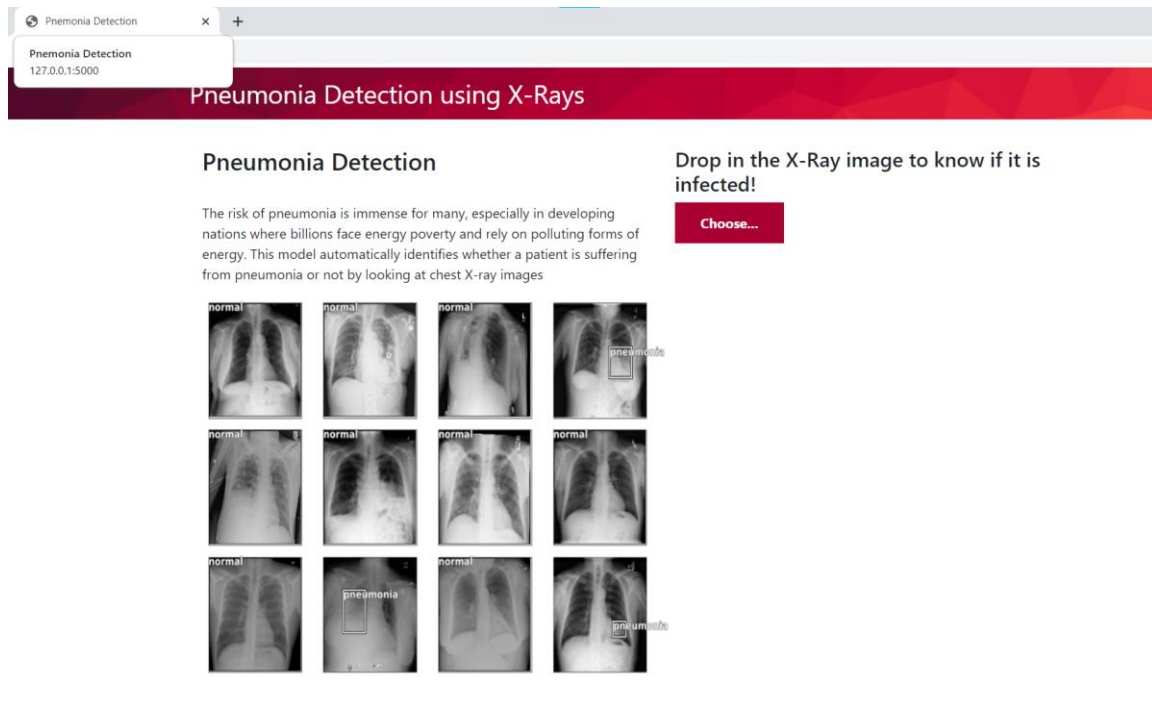 Pnemonia Detection
Pnemonia Detection
127.0.0.1:5000
Pneumonia Detection using X-Rays
Pneumonia Detection
The risk of pneumonia is immense for many, especially in developing
nations where billions face energy poverty and rely on polluting forms of
energy. This model automatically identifies whether a patient is suffering
from pneumonia or not by looking at chest X-ray images
normal
normal
normal
pneumonia
normal
normal
normal
normal
normal
pneumonia
normal
pneumonia
Drop in the X-Ray image to know if it is
infected!
Choose...